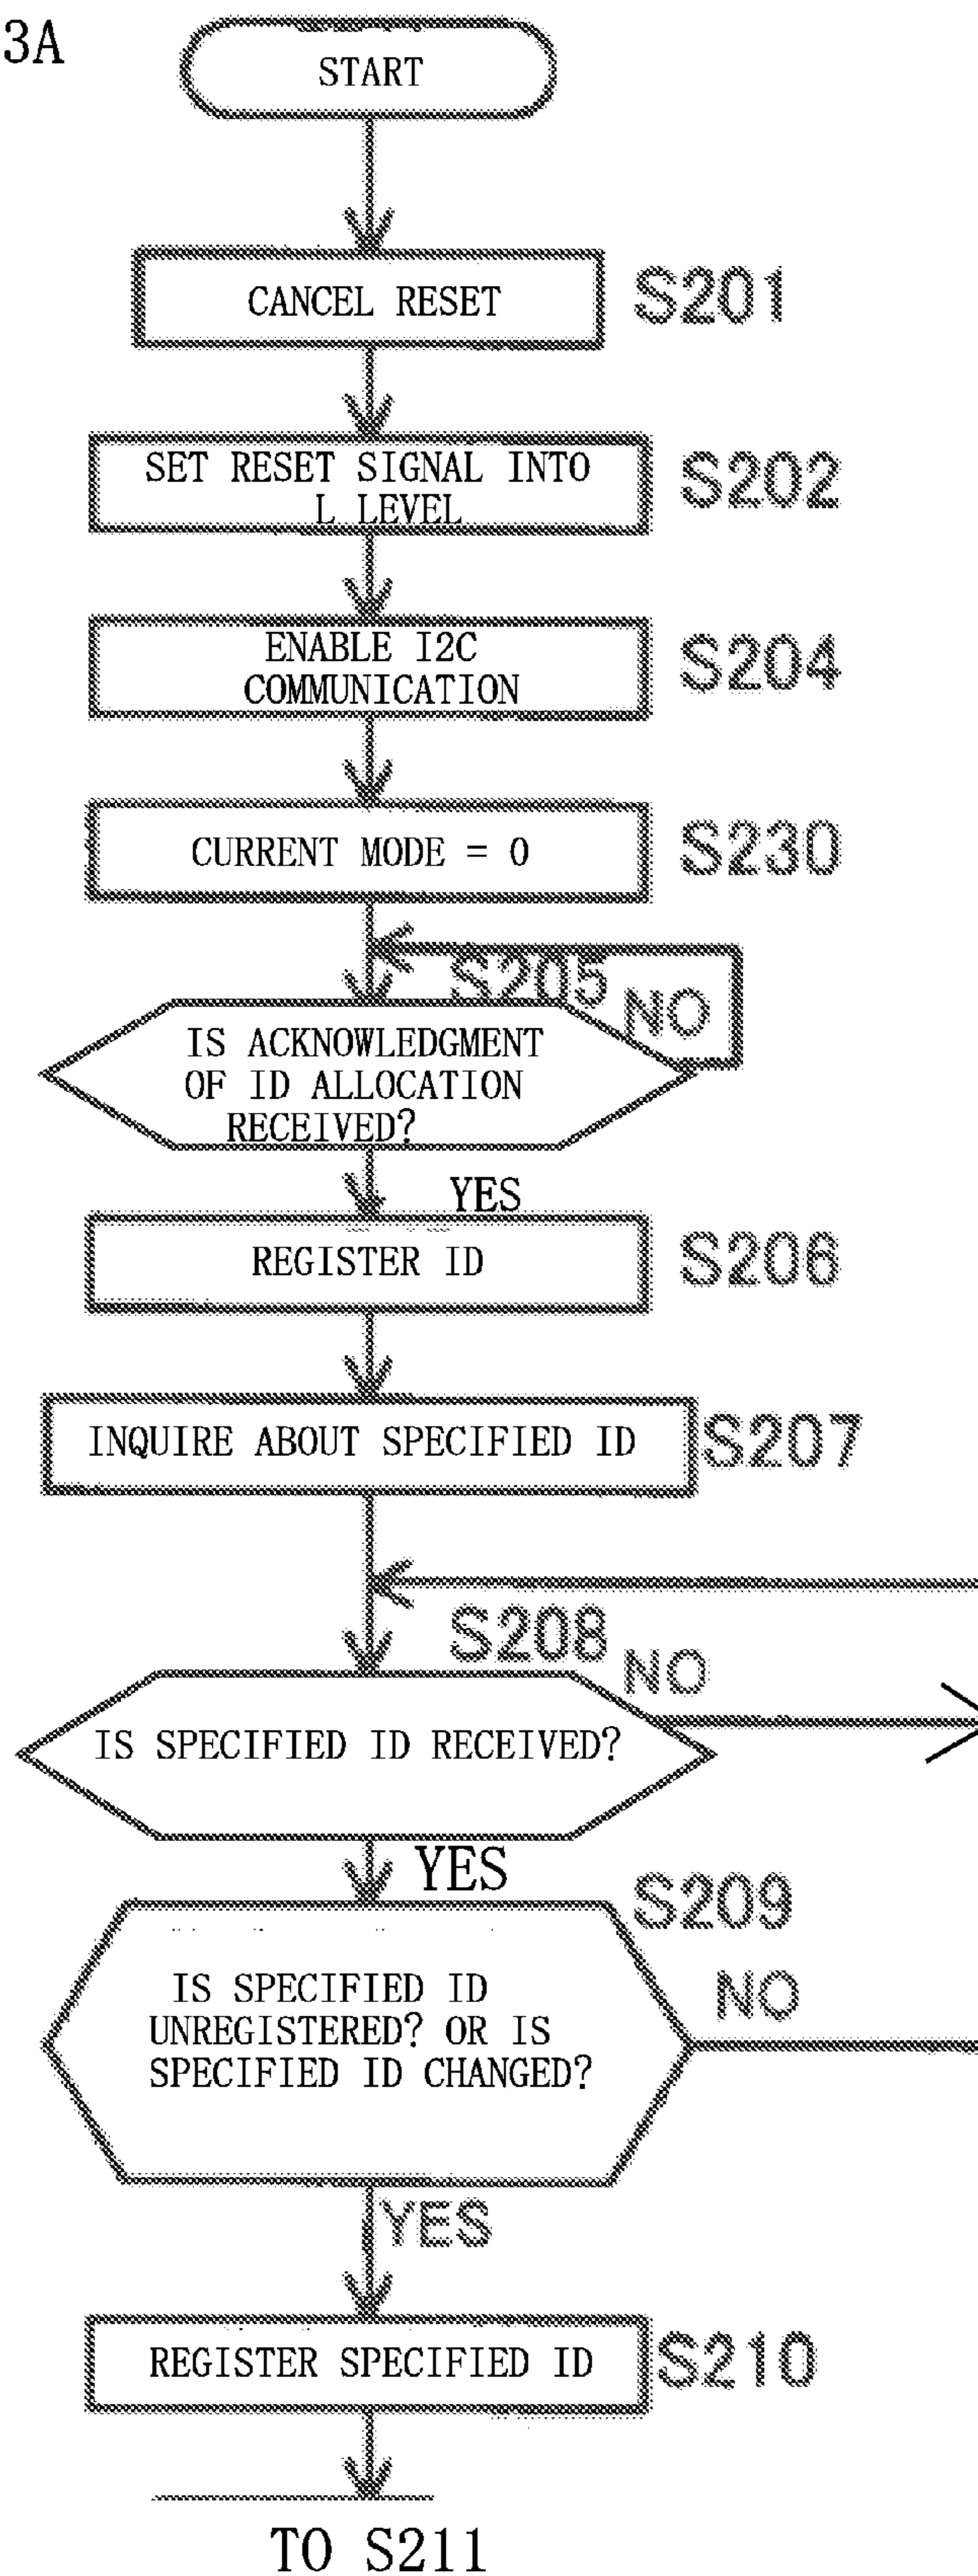 3A
START
CANCEL RESET
S201
SET RESET SIGNAL INTO
L LEVEL
S202
ENABLE I2C
COMMUNICATION
S204
CURRENT MODE = 0
S230
S205
NO
IS ACKNOWLEDGMENT
OF ID ALLOCATION
RECEIVED?
YES
REGISTER ID
S206
INQUIRE ABOUT SPECIFIED ID
S207
S208
NO
IS SPECIFIED ID RECEIVED?
YES
S209
NO
IS SPECIFIED ID
UNREGISTERED? OR IS
SPECIFIED ID CHANGED?
YES
REGISTER SPECIFIED ID
S210
TO S211